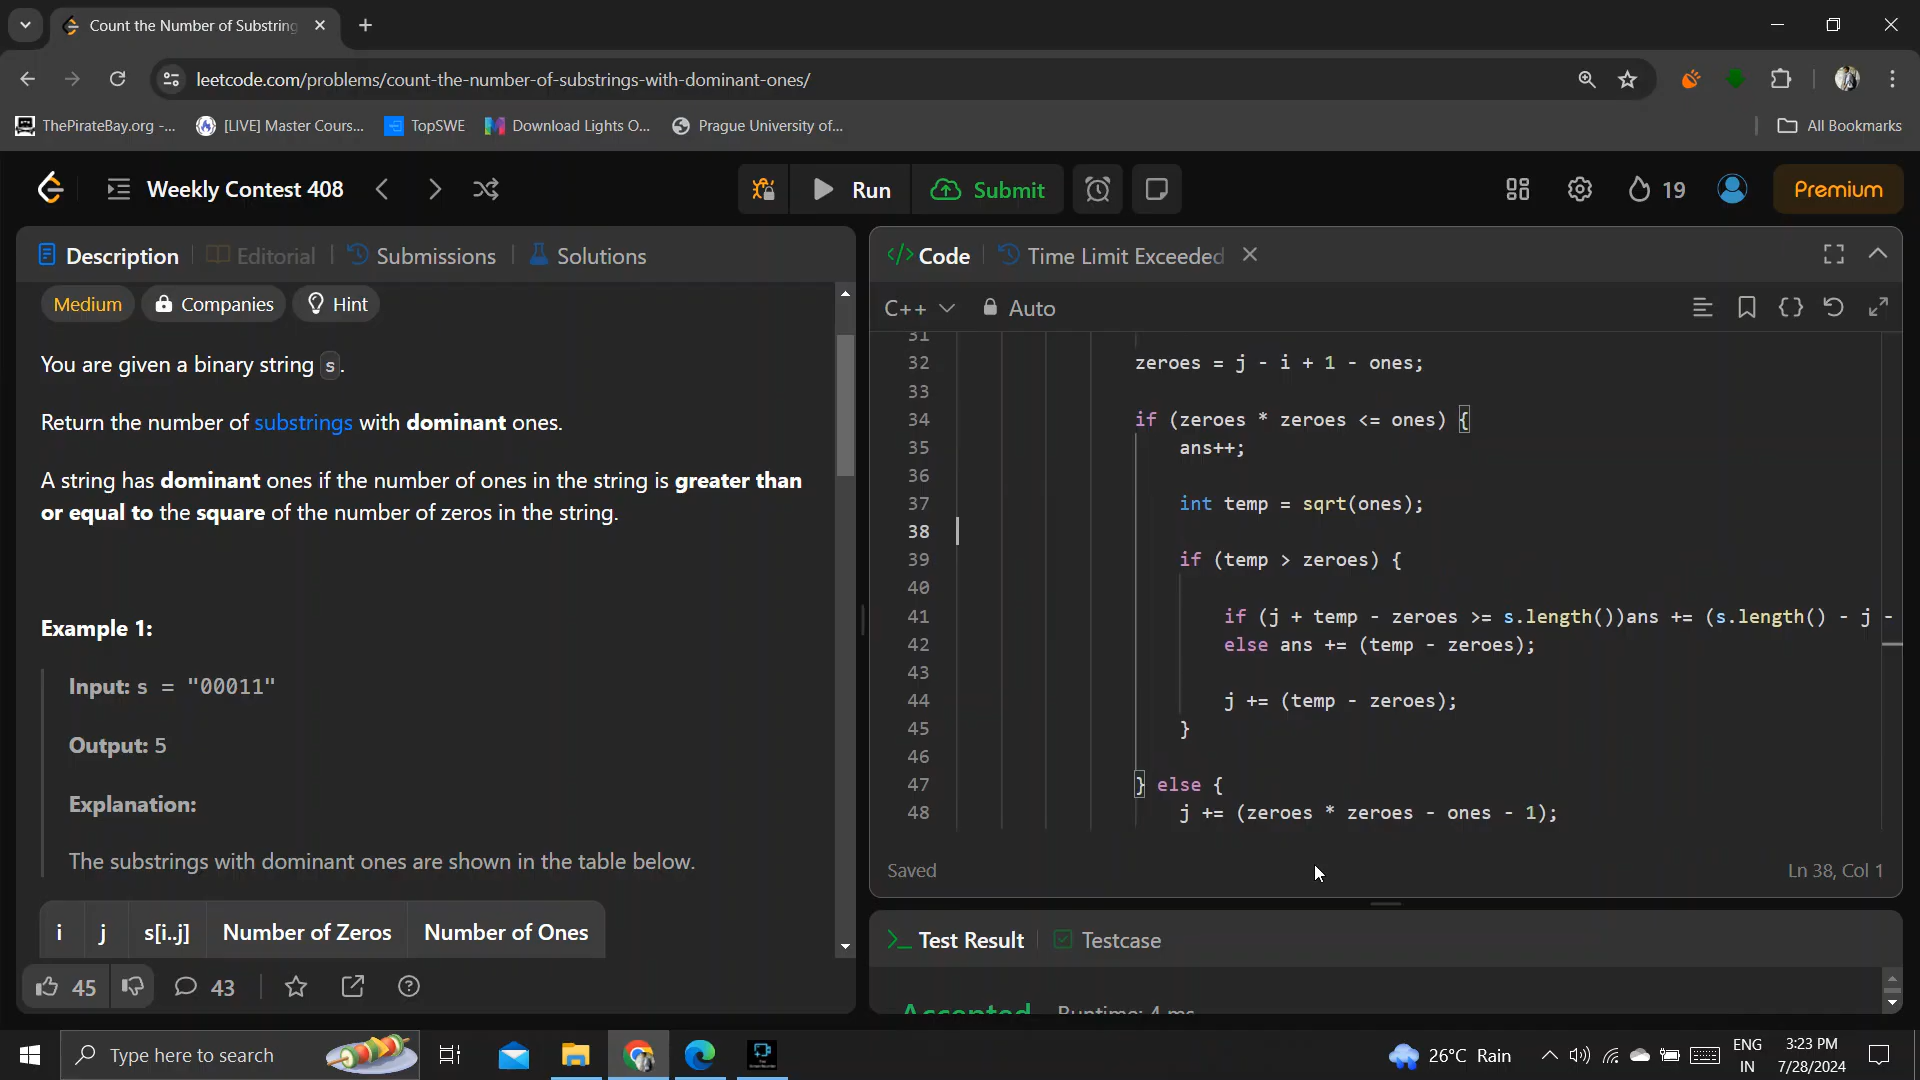 Count the Number of Substring
leetcode.com/problems/count-the-number-of-substrings-with-dominant-ones/
ThePirateBay.org -...
[LIVE] Master Cours...
TopSWE
Download Lights O...
Prague University of...
All Bookmarks
Weekly Contest 408
Run
Submit
19
Premium
Description
Editorial
Submissions
Solutions
Medium
Companies
Hint
You are given a binary string s.
Return the number of substrings with dominant ones.
A string has dominant ones if the number of ones in the string is greater than
or equal to the square of the number of zeros in the string.
Example 1:
Input: s = "00011"
Output: 5
Explanation:
The substrings with dominant ones are shown in the table below.
i j s[i..j] Number of Zeros Number of Ones
45
43
</> Code
Time Limit Exceeded
C++
Auto
31
32 zeroes = j - i + 1 - ones;
33
34 if (zeroes * zeroes <= ones) {
35 ans++;
36
37 int temp = sqrt(ones);
38
39 if (temp > zeroes) {
40
41 if (j + temp - zeroes >= s.length())ans += (s.length() - j -
42 else ans += (temp - zeroes);
43
44 j += (temp - zeroes);
45 }
46
47 } else {
48 j += (zeroes * zeroes - ones - 1);
Saved
Ln 38, Col 1
Test Result
Testcase
Accepted Runtime: 4 ms
Type here to search
26°C Rain
ENG
IN
3:23 PM
7/28/2024